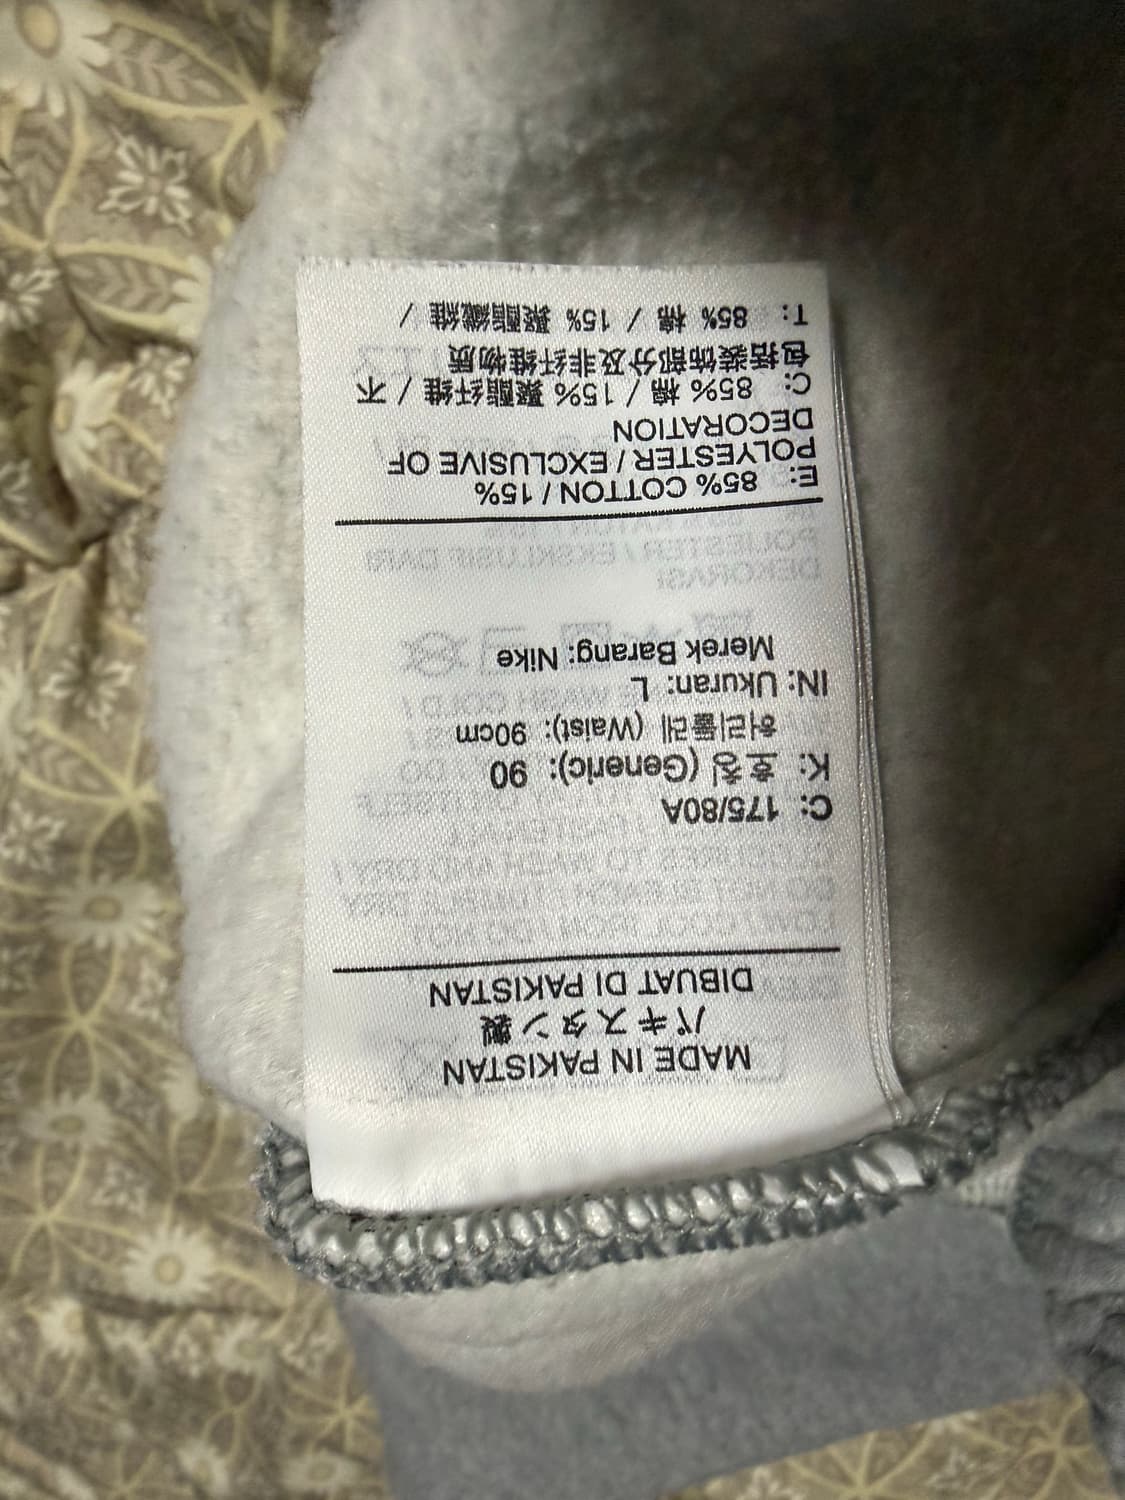 MADE IN PAKISTAN
パキスタン製
DIBUAT DI PAKISTAN
C: 175/80A
K: 호칭 (Generic): 90
허리둘레 (Waist): 90cm
IN: Ukuran: L
Merek Barang: Nike
E: 85% COTTON / 15%
POLYESTER / EXCLUSIVE OF
DECORATION
C: 85% 棉 / 15% 聚酯纤维 / 不
包括装饰部分及非纤维物质
T: 85% 棉 / 15% 聚酯纖維 /